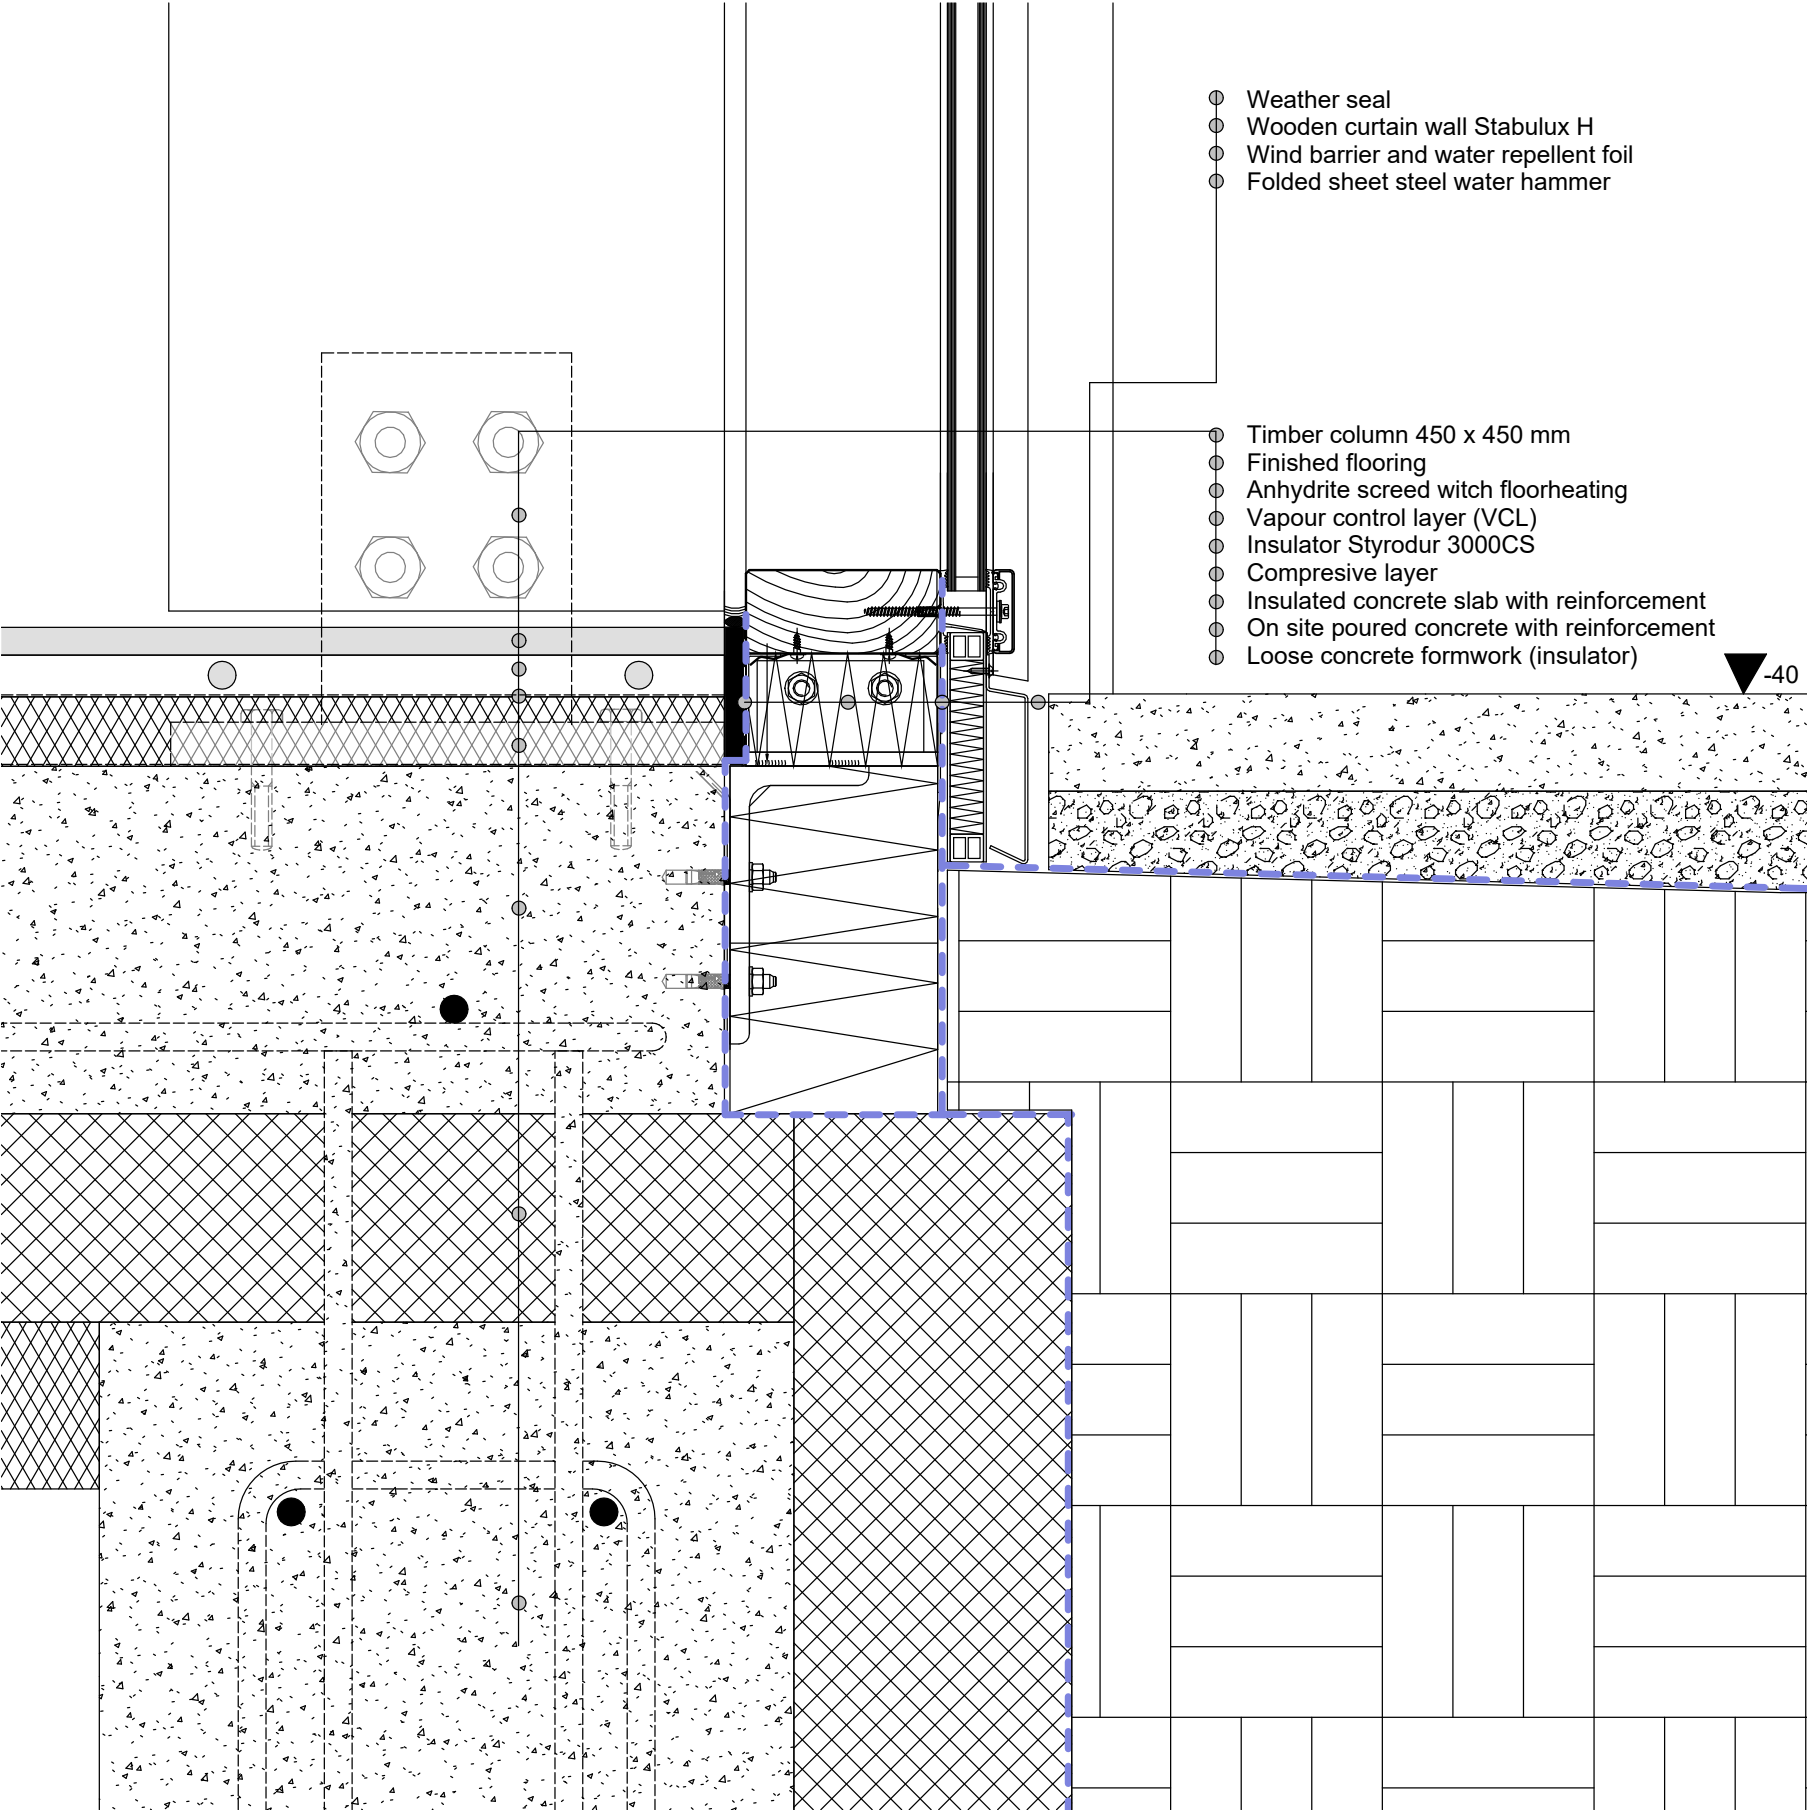 Weather seal
Wooden curtain wall Stabulux H
Wind barrier and water repellent foil
Folded sheet steel water hammer
Timber column 450 x 450 mm
Finished flooring
Anhydrite screed witch floorheating
Vapour control layer (VCL)
Insulator Styrodur 3000CS
Compresive layer
Insulated concrete slab with reinforcement
On site poured concrete with reinforcement
Loose concrete formwork (insulator)
-40